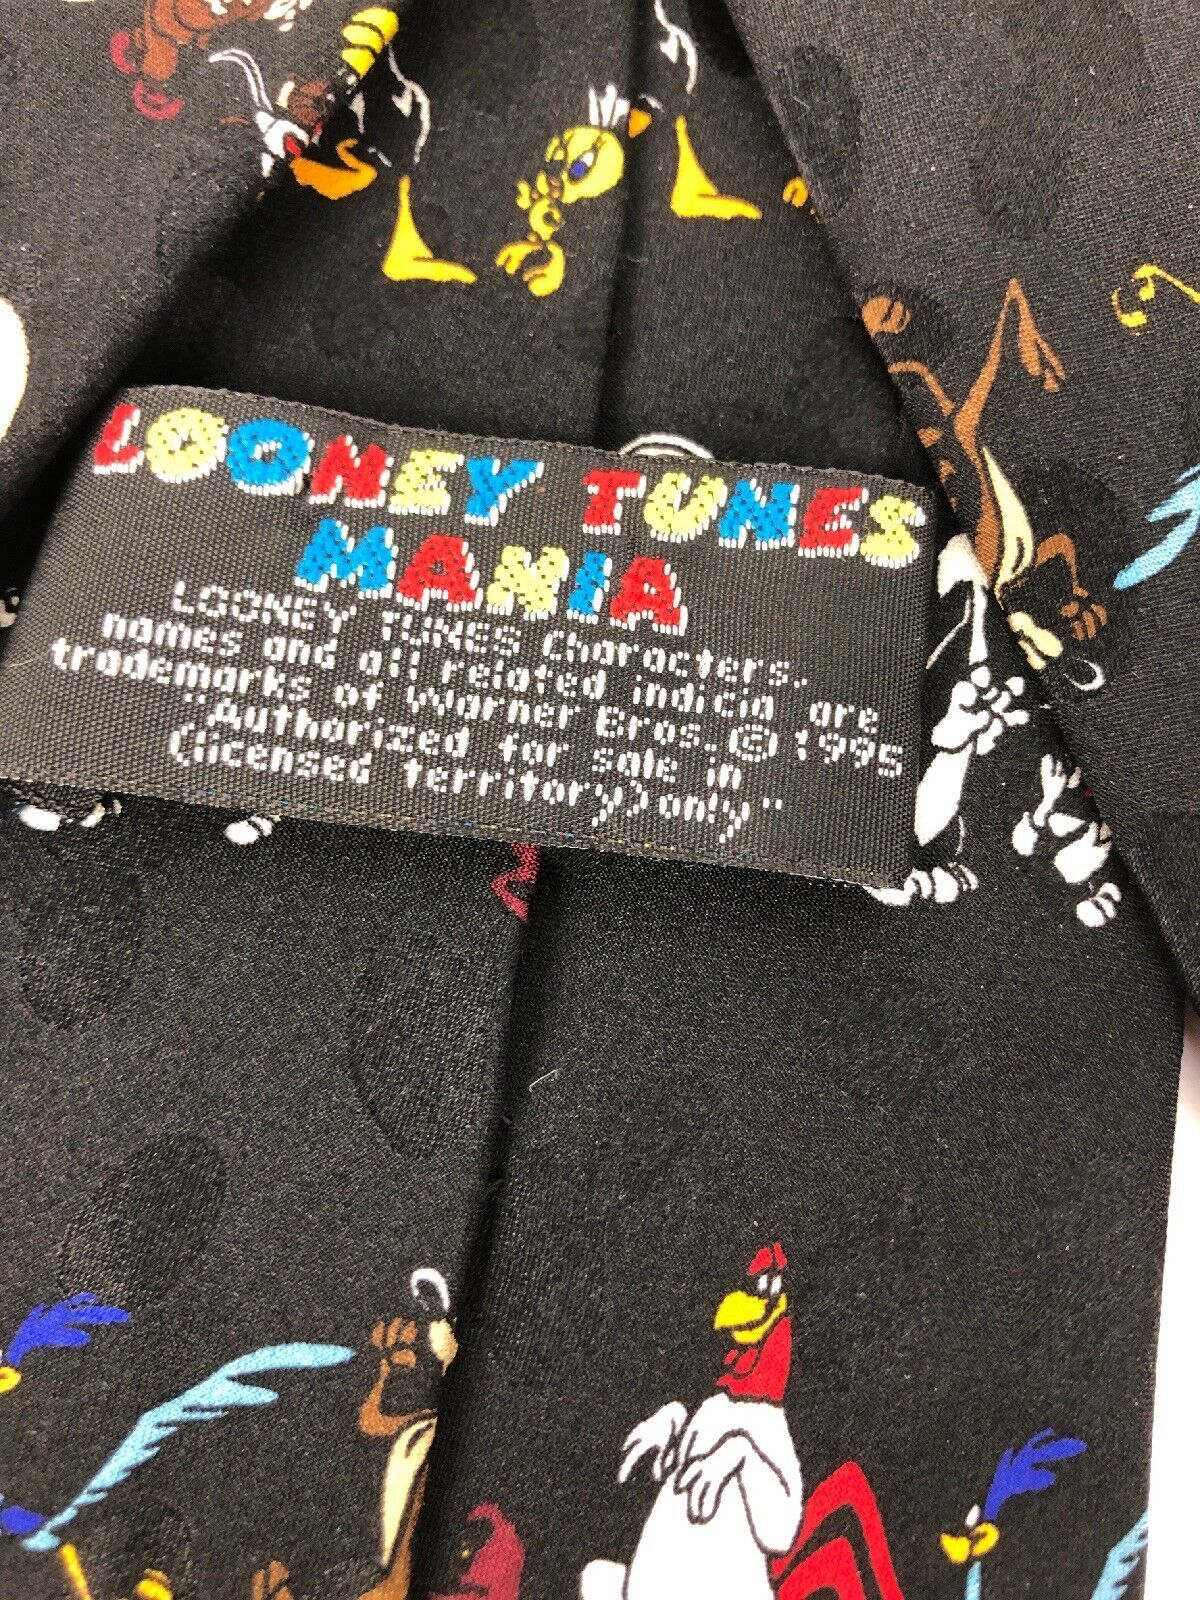 LOONEY TUNES
MANIA
LOONEY TUNES Characters,
names and all related indicia are
trademarks of Warner Bros. © 1995
"Authorized for sale in
(licensed territory) only"